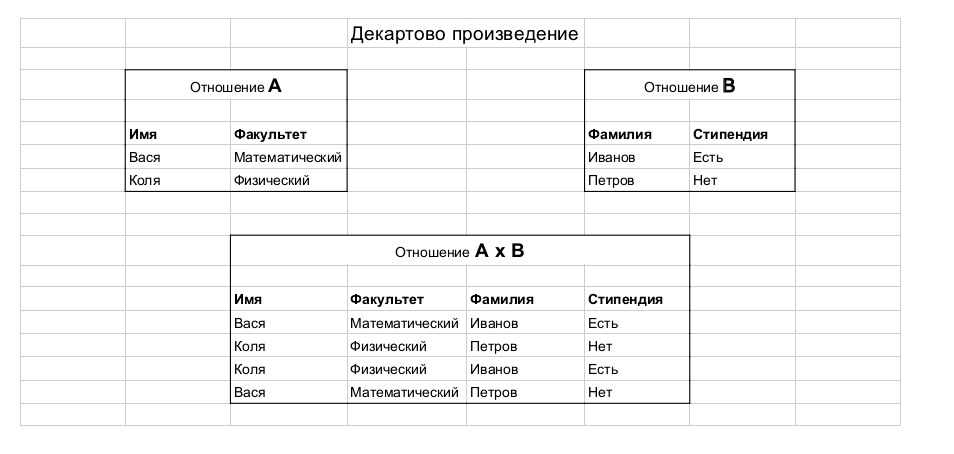 Декартово произведение
Отношение A
Отношение B
Имя Факультет
Фамилия Стипендия
Вася Математический
Иванов Есть
Коля Физический
Петров Нет
Отношение A x B
Имя Факультет Фамилия Стипендия
Вася Математический Иванов Есть
Коля Физический Петров Нет
Коля Физический Иванов Есть
Вася Математический Петров Нет